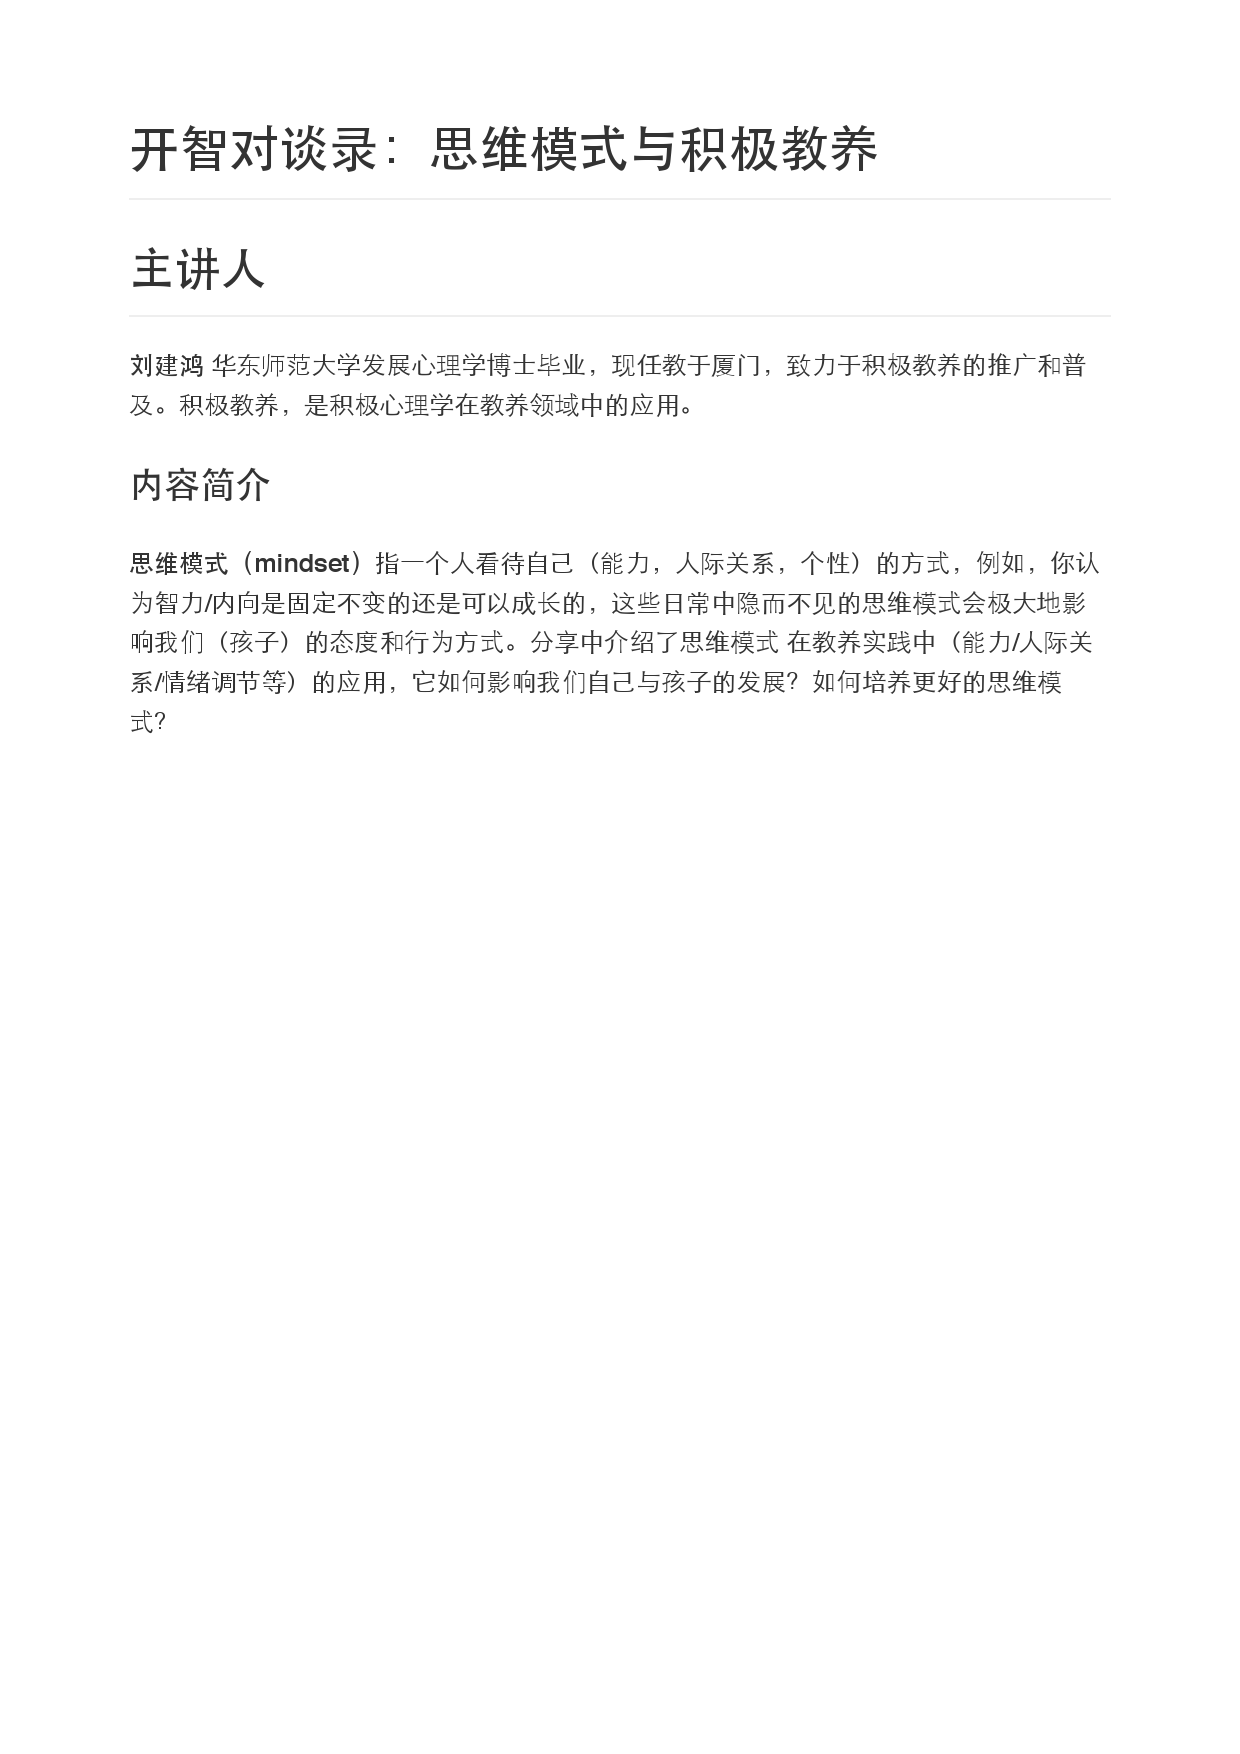 开智对谈录：思维模式与积极教养
主讲人
刘建鸿 华东师范大学发展心理学博士毕业，现任教于厦门，致力于积极教养的推广和普
及。积极教养，是积极心理学在教养领域中的应用。
内容简介
思维模式（mindset）指一个人看待自己（能力，人际关系，个性）的方式，例如，你认
为智力/内向是固定不变的还是可以成长的，这些日常中隐而不见的思维模式会极大地影
响我们（孩子）的态度和行为方式。分享中介绍了思维模式 在教养实践中（能力/人际关
系/情绪调节等）的应用，它如何影响我们自己与孩子的发展？如何培养更好的思维模
式？